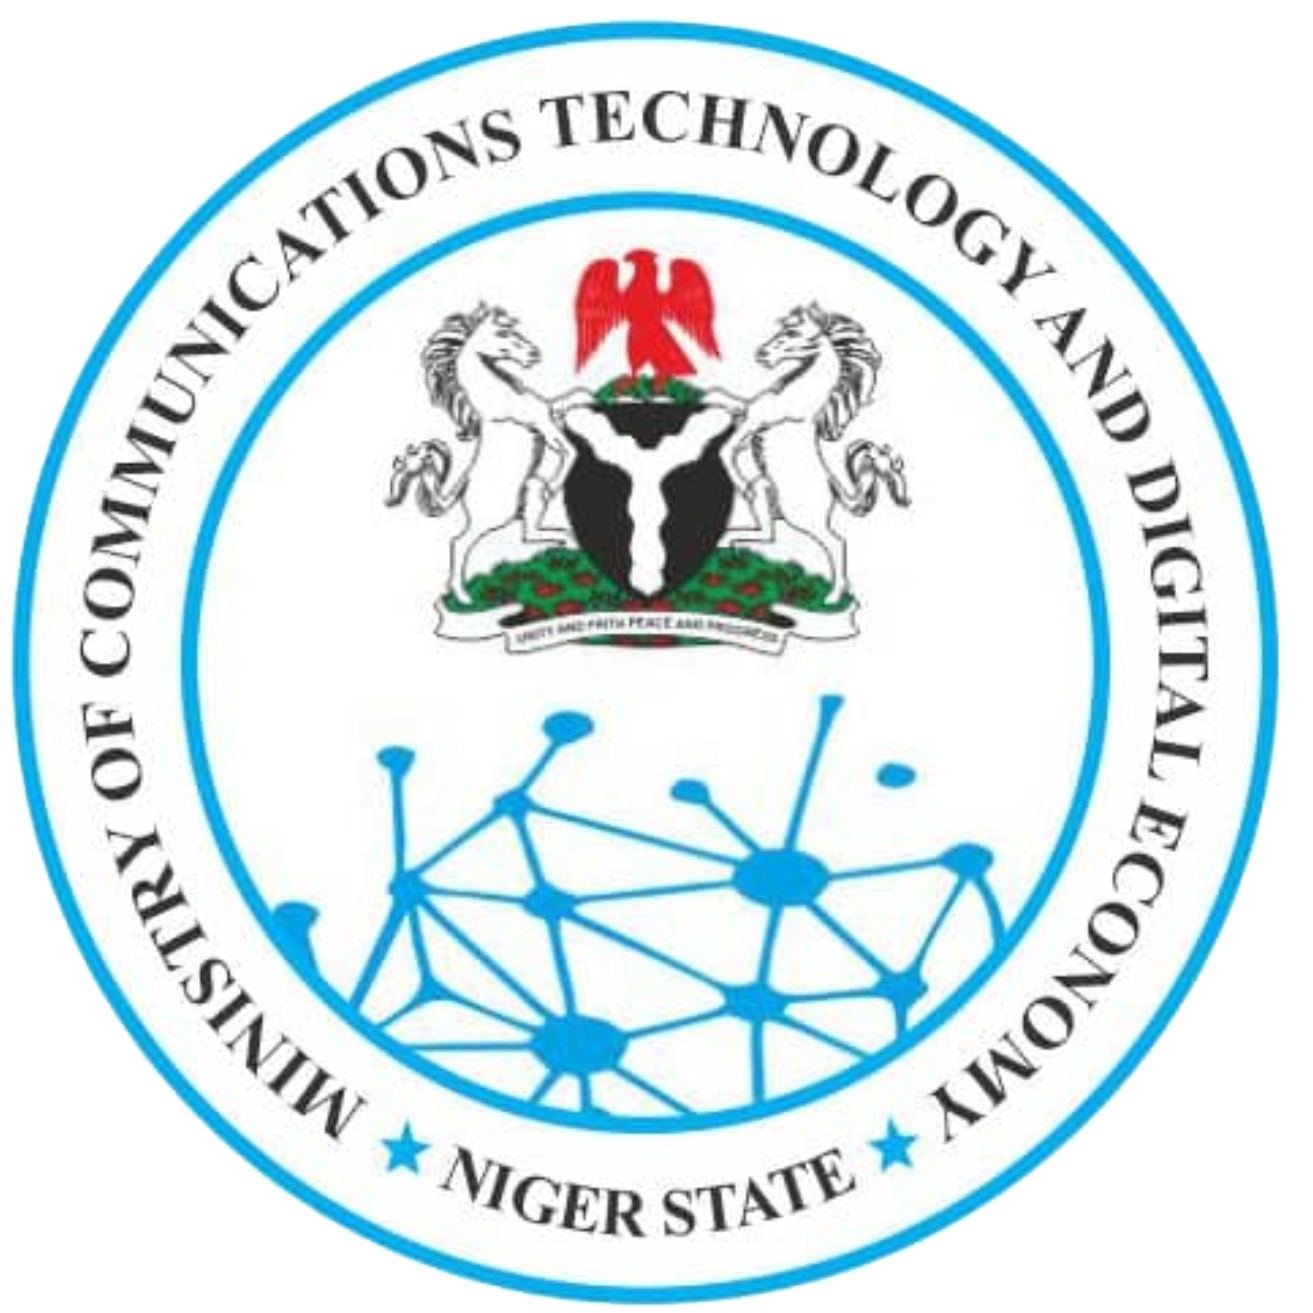 MINISTRY OF COMMUNICATIONS TECHNOLOGY AND DIGITAL ECONOMY
UNITY AND FAITH PEACE AND PROGRESS
NIGER STATE